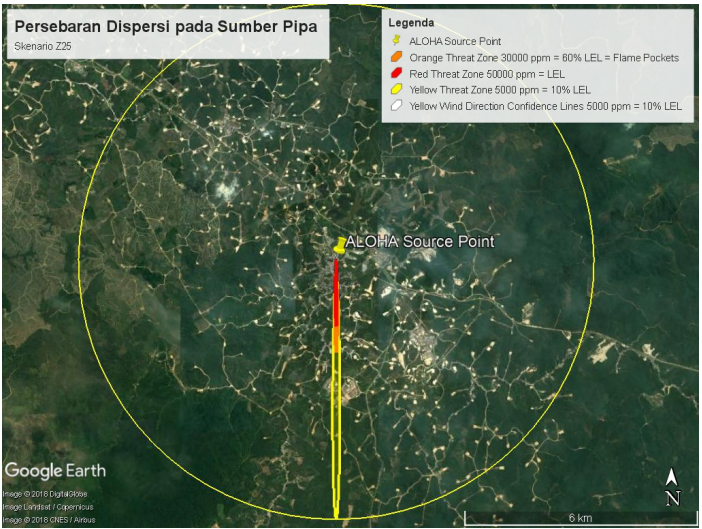 Persebaran Dispersi pada Sumber Pipa
Skenario Z25
Legenda
ALOHA Source Point
Orange Threat Zone 30000 ppm = 60% LEL = Flame Pockets
Red Threat Zone 50000 ppm = LEL
Yellow Threat Zone 5000 ppm = 10% LEL
Yellow Wind Direction Confidence Lines 5000 ppm = 10% LEL
ALOHA Source Point
Google Earth
Image © 2018 DigitalGlobe
Image Landsat / Copernicus
Image © 2018 CNES / Airbus
N
6 km